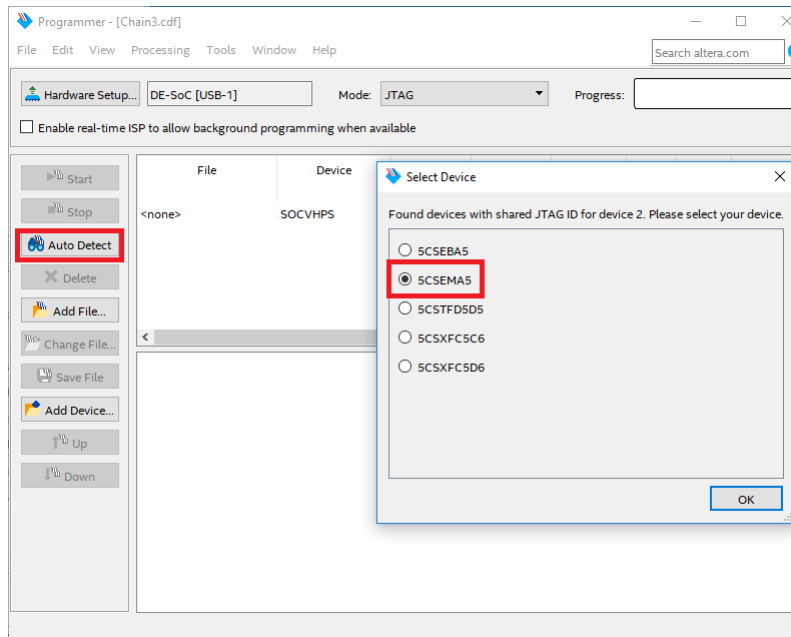 Programmer - [Chain3.cdf]
File Edit View Processing Tools Window Help
Search altera.com
Hardware Setup... DE-SoC [USB-1] Mode: JTAG Progress:
Enable real-time ISP to allow background programming when available
Start
Stop
Auto Detect
Delete
Add File...
Change File...
Save File
Add Device...
Up
Down
File Device
<none> SOCVHPS
Select Device
Found devices with shared JTAG ID for device 2. Please select your device.
5CSEBA5
5CSEMA5
5CSTFD5D5
5CSXFC5C6
5CSXFC5D6
OK